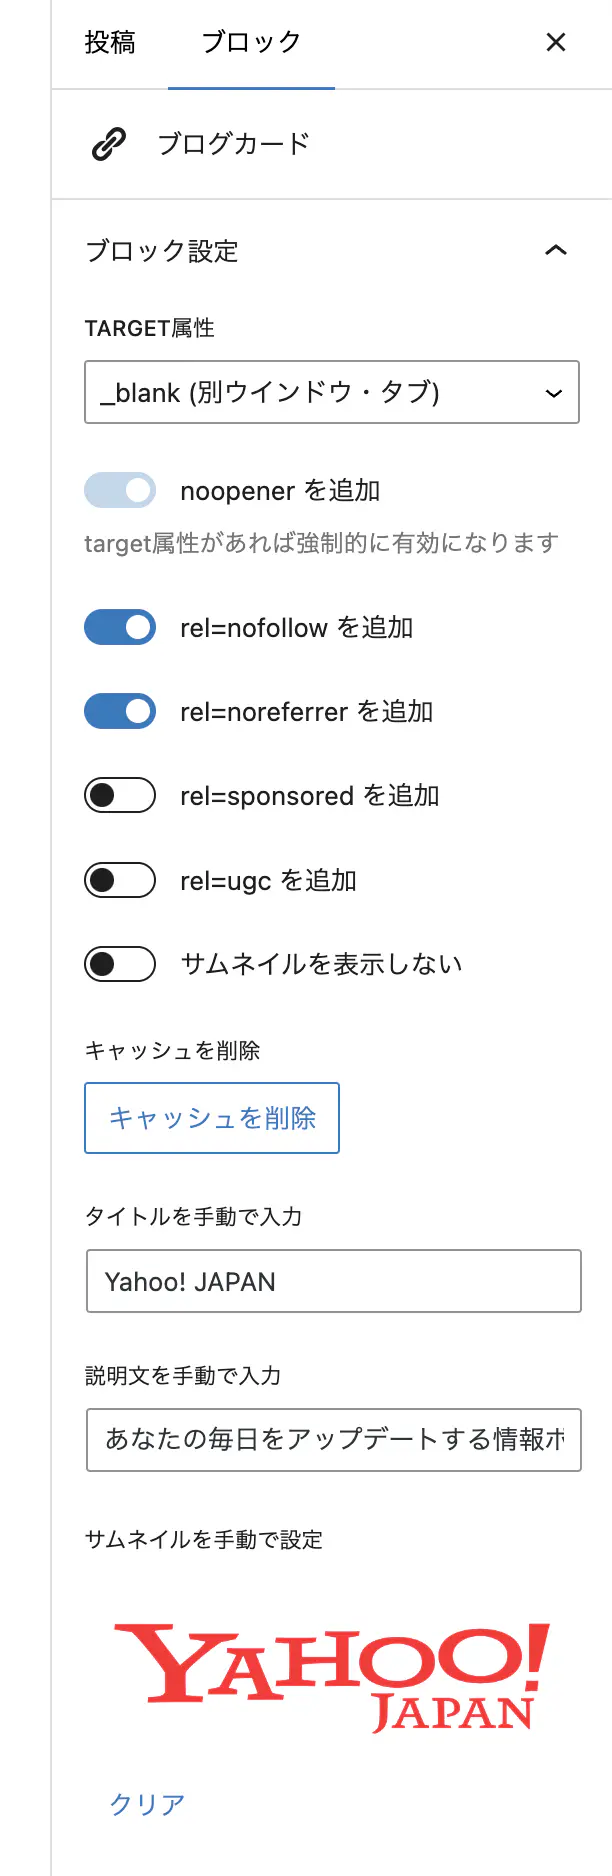 投稿
ブロック
ブログカード
ブロック設定
TARGET属性
_blank (別ウインドウ・タブ)
noopener を追加
target属性があれば強制的に有効になります
rel=nofollow を追加
rel=noreferrer を追加
rel=sponsored を追加
rel=ugc を追加
サムネイルを表示しない
キャッシュを削除
キャッシュを削除
タイトルを手動で入力
Yahoo! JAPAN
説明文を手動で入力
あなたの毎日をアップデートする情報ポ
サムネイルを手動で設定
YAHOO!
JAPAN
クリア